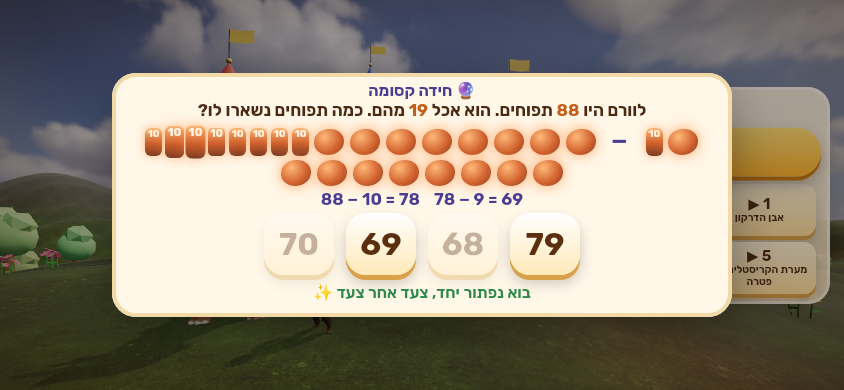 🔮 חידה קסומה
לוורם היו 88 תפוחים. הוא אכל 19 מהם. כמה תפוחים נשארו לו?
10 10 10 10 10 10 10 10 − 10
88 − 10 = 78 78 − 9 = 69
70 69 68 79
בוא נפתור יחד, צעד אחר צעד ✨
▶ 1
אבן הדרקון
▶ 5
מערת הקריסטלים
פטרה